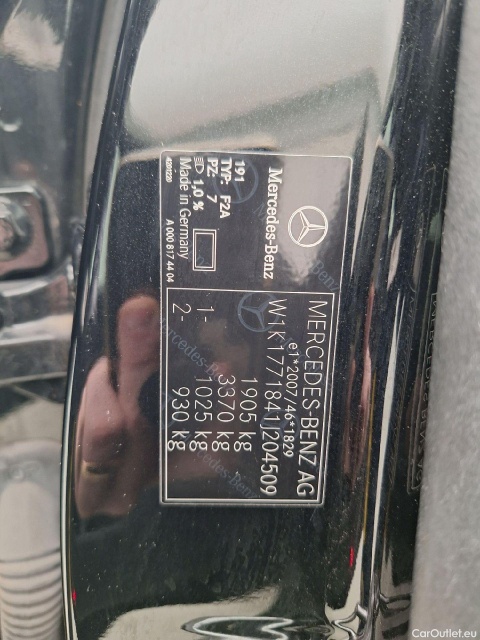 Mercedes-Benz
191
TYP: F2A
PZ: 7
1,0 %
Made in Germany
4201220
A 000 817 44 04
MERCEDES-BENZ AG
e1*2007/46*1829
W1K1771841J204509
1905 kg
3370 kg
1- 1025 kg
2- 930 kg
CarOutlet.eu